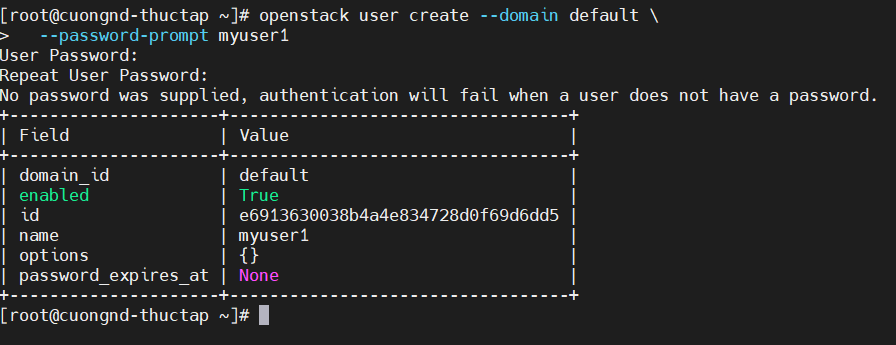 [root@cuongnd-thuctap ~]# openstack user create --domain default \
>   --password-prompt myuser1
User Password:
Repeat User Password:
No password was supplied, authentication will fail when a user does not have a password.
+---------------------+----------------------------------+
| Field               | Value                            |
+---------------------+----------------------------------+
| domain_id           | default                          |
| enabled             | True                             |
| id                  | e6913630038b4a4e834728d0f69d6dd5 |
| name                | myuser1                          |
| options             | {}                               |
| password_expires_at | None                             |
+---------------------+----------------------------------+
[root@cuongnd-thuctap ~]#